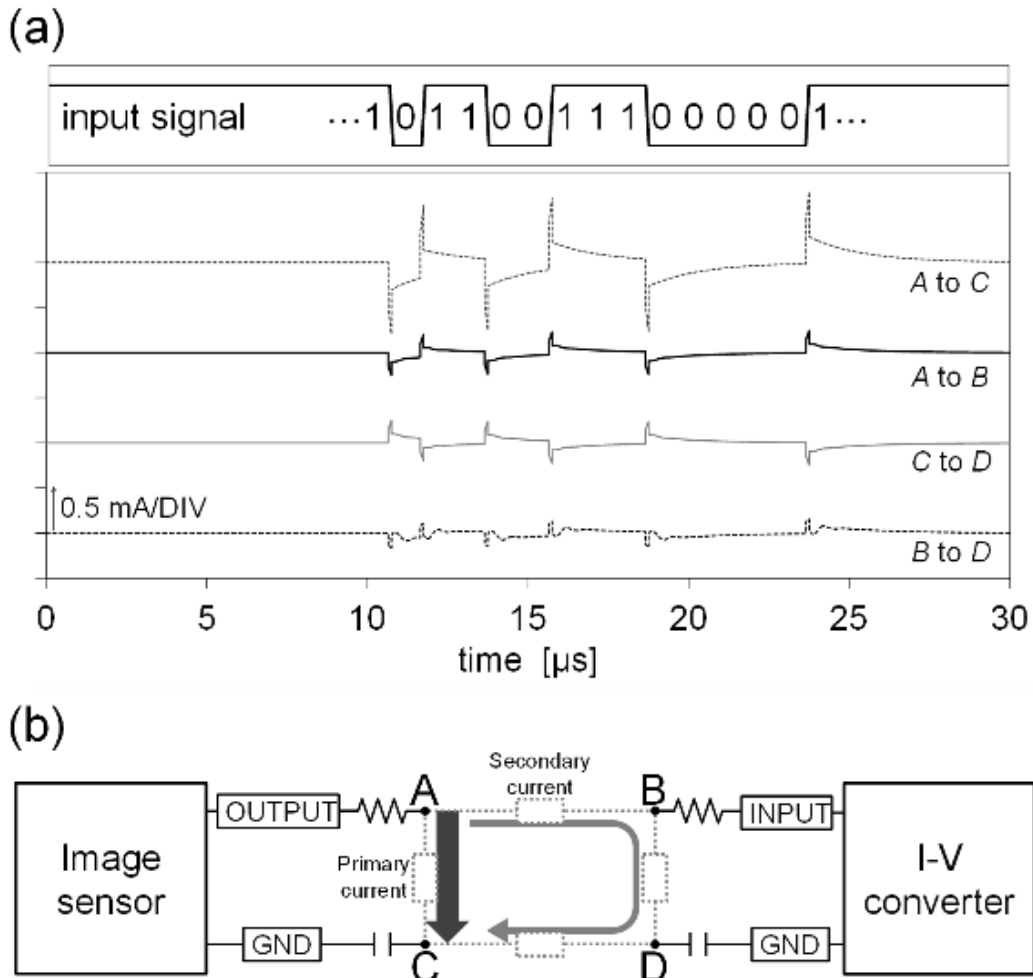 (a)
input signal ...1 0 1 1 0 0 1 1 1 0 0 0 0 0 1...
A to C
A to B
C to D
0.5 mA/DIV
B to D
0 5 10 15 20 25 30
time [µs]
(b)
Secondary
current
A B
OUTPUT INPUT
Image
sensor
Primary
current
I-V
converter
GND GND
C D